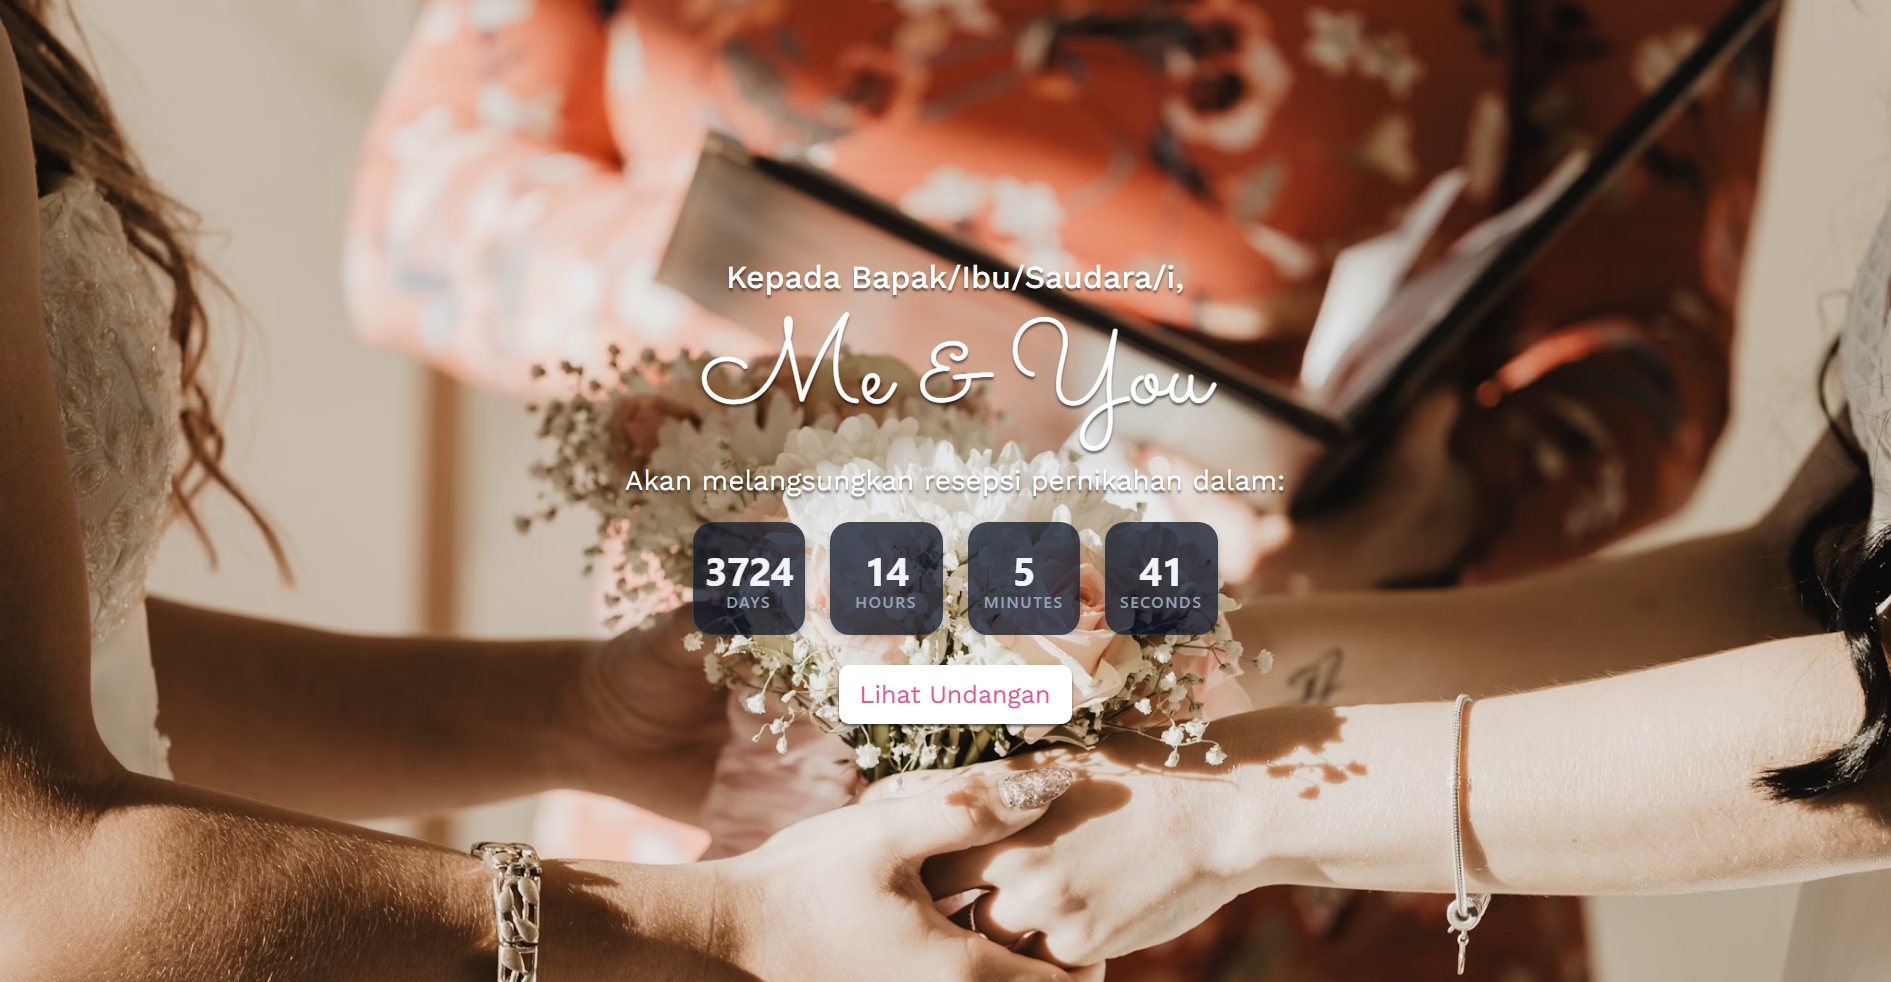 Kepada Bapak/Ibu/Saudara/i,
Me & You
Akan melangsungkan resepsi pernikahan dalam:
3724 14 5 41
DAYS HOURS MINUTES SECONDS
Lihat Undangan